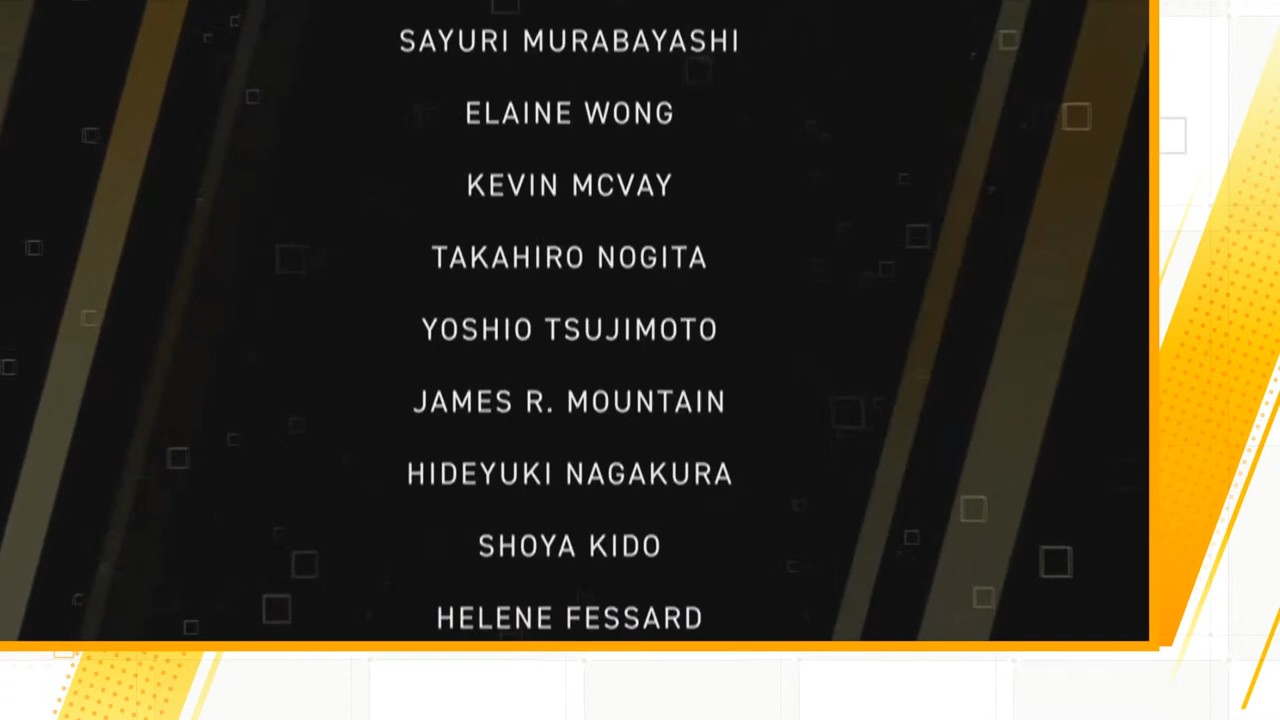 SAYURI MURABAYASHI
ELAINE WONG
KEVIN MCVAY
TAKAHIRO NOGITA
YOSHIO TSUJIMOTO
JAMES R. MOUNTAIN
HIDEYUKI NAGAKURA
SHOYA KIDO
HELENE FESSARD